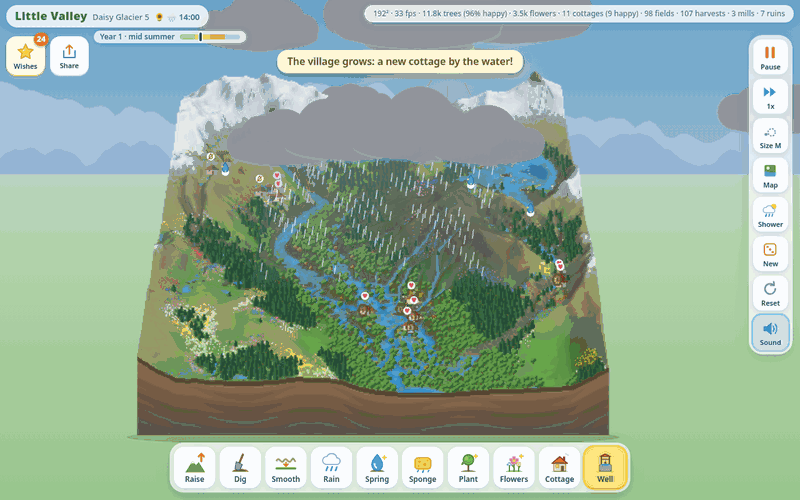 Little Valley Daisy Glacier 5 14:00
192² · 33 fps · 11.8k trees (96% happy) · 3.5k flowers · 11 cottages (9 happy) · 98 fields · 107 harvests · 3 mills · 7 ruins
Year 1 · mid summer
24
Wishes
Share
The village grows: a new cottage by the water!
Pause
1x
Size M
Map
Shower
New
Reset
Sound
Raise
Dig
Smooth
Rain
Spring
Sponge
Plant
Flowers
Cottage
Well